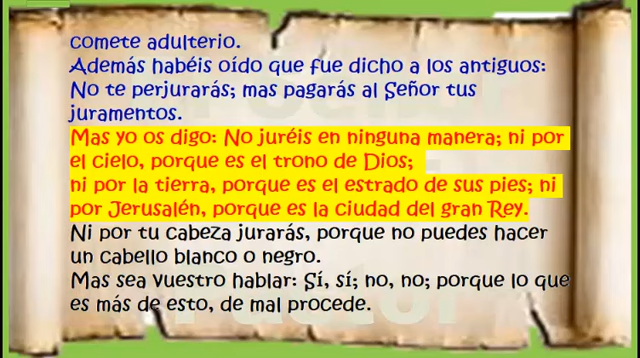 comete adulterio.
Además habéis oído que fue dicho a los antiguos:
No te perjurarás; mas pagarás al Señor tus
juramentos.
Mas yo os digo: No juréis en ninguna manera; ni por
el cielo, porque es el trono de Dios;
ni por la tierra, porque es el estrado de sus pies; ni
por Jerusalén, porque es la ciudad del gran Rey.
Ni por tu cabeza jurarás, porque no puedes hacer
un cabello blanco o negro.
Mas sea vuestro hablar: Sí, sí; no, no; porque lo que
es más de esto, de mal procede.